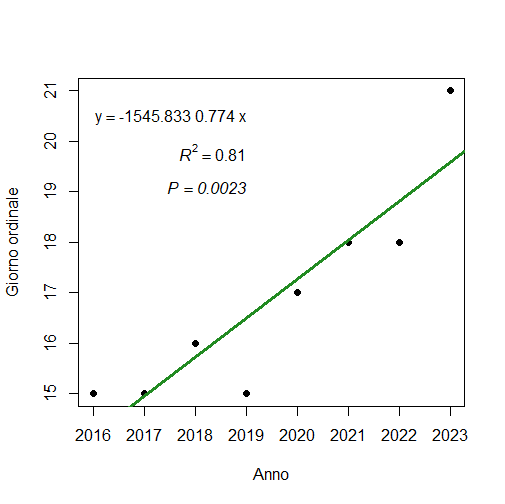 y = -1545.833 0.774 x
R² = 0.81
P = 0.0023
21
20
19
18
17
16
15
Giorno ordinale
2016 2017 2018 2019 2020 2021 2022 2023
Anno